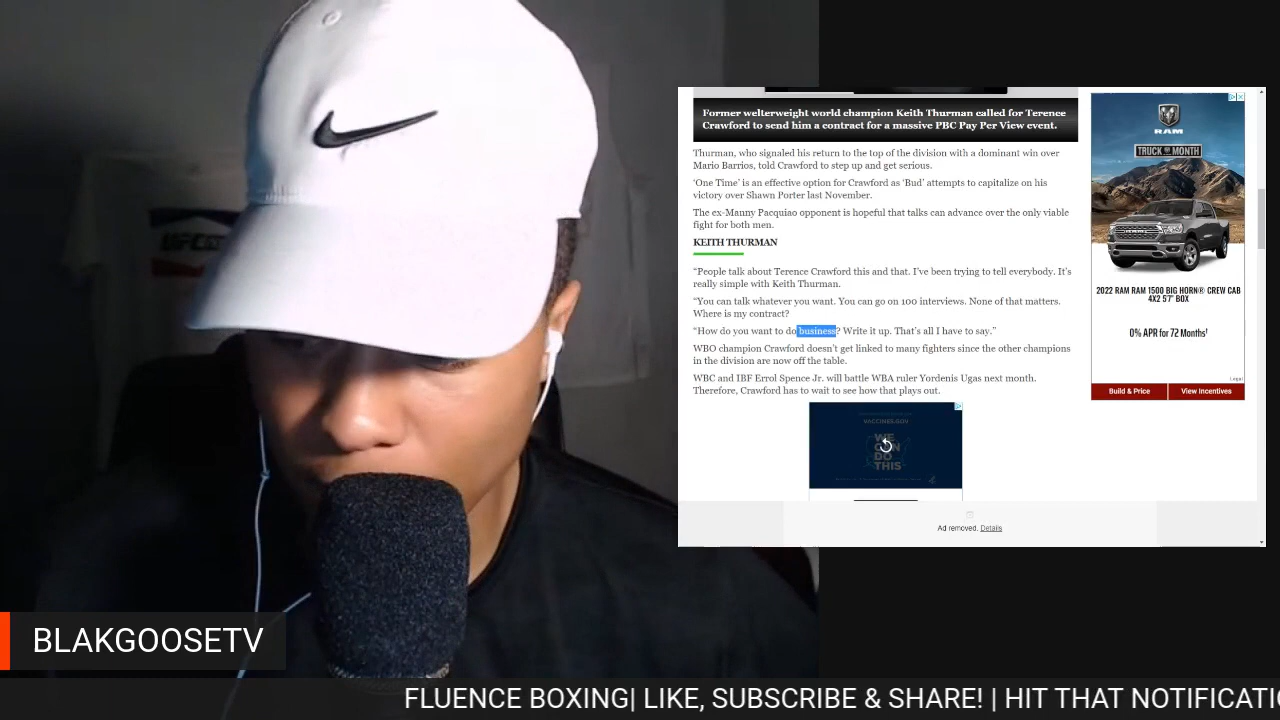 Former welterweight world champion Keith Thurman called for Terence
Crawford to send him a contract for a massive PBC Pay Per View event.
Thurman, who signaled his return to the top of the division with a dominant win over
Mario Barrios, told Crawford to step up and get serious.
'One Time' is an effective option for Crawford as 'Bud' attempts to capitalize on his
victory over Shawn Porter last November.
The ex-Manny Pacquiao opponent is hopeful that talks can advance over the only viable
fight for both men.
KEITH THURMAN
“People talk about Terence Crawford this and that. I've been trying to tell everybody. It's
really simple with Keith Thurman.
“You can talk whatever you want. You can go on 100 interviews. None of that matters.
Where is my contract?
“How do you want to do business? Write it up. That's all I have to say.”
WBO champion Crawford doesn't get linked to many fighters since the other champions
in the division are now off the table.
WBC and IBF Errol Spence Jr. will battle WBA ruler Yordenis Ugas next month.
Therefore, Crawford has to wait to see how that plays out.
VACCINES.GOV
WE
CAN
DO
THIS
Ad removed. Details
RAM
TRUCK MONTH
2022 RAM RAM 1500 BIG HORN® CREW CAB
4X2 5'7" BOX
0% APR for 72 Months¹
Legal
Build & Price
View Incentives
BLAKGOOSETV
FLUENCE BOXING| LIKE, SUBSCRIBE & SHARE! | HIT THAT NOTIFICATI